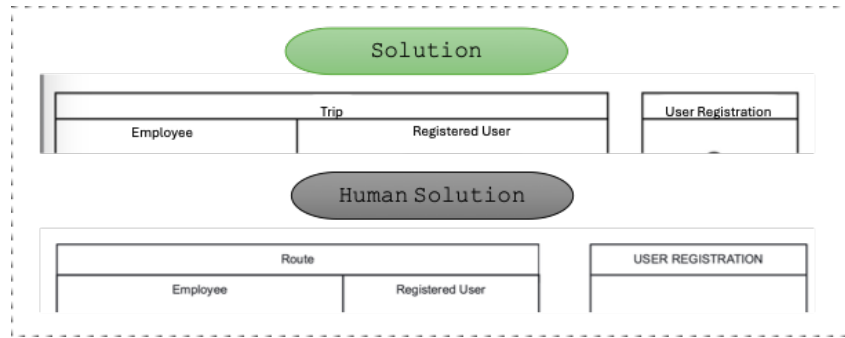 Solution
Trip
User Registration
Employee
Registered User
Human Solution
Route
USER REGISTRATION
Employee
Registered User